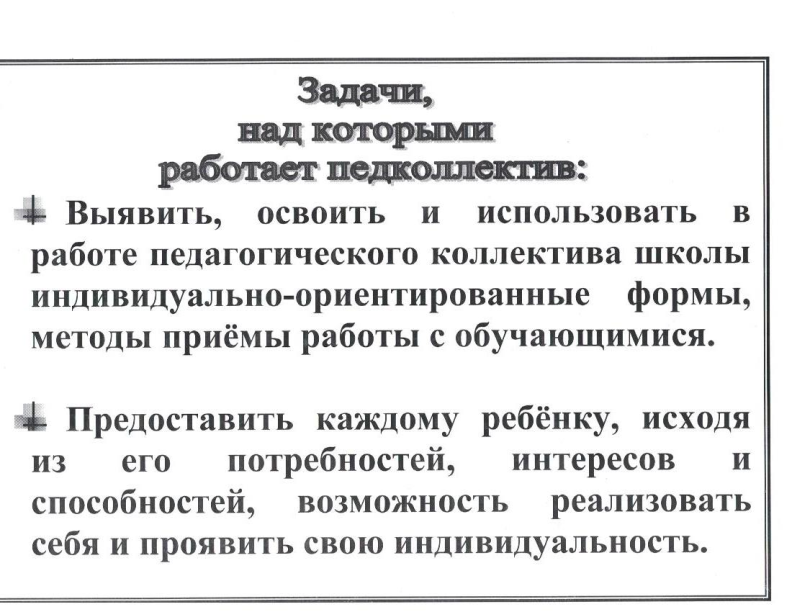 Задачи,
над которыми
работает педколлектив:
Выявить, освоить и использовать в
работе педагогического коллектива школы
индивидуально-ориентированные формы,
методы приёмы работы с обучающимися.
Предоставить каждому ребёнку, исходя
из его потребностей, интересов и
способностей, возможность реализовать
себя и проявить свою индивидуальность.